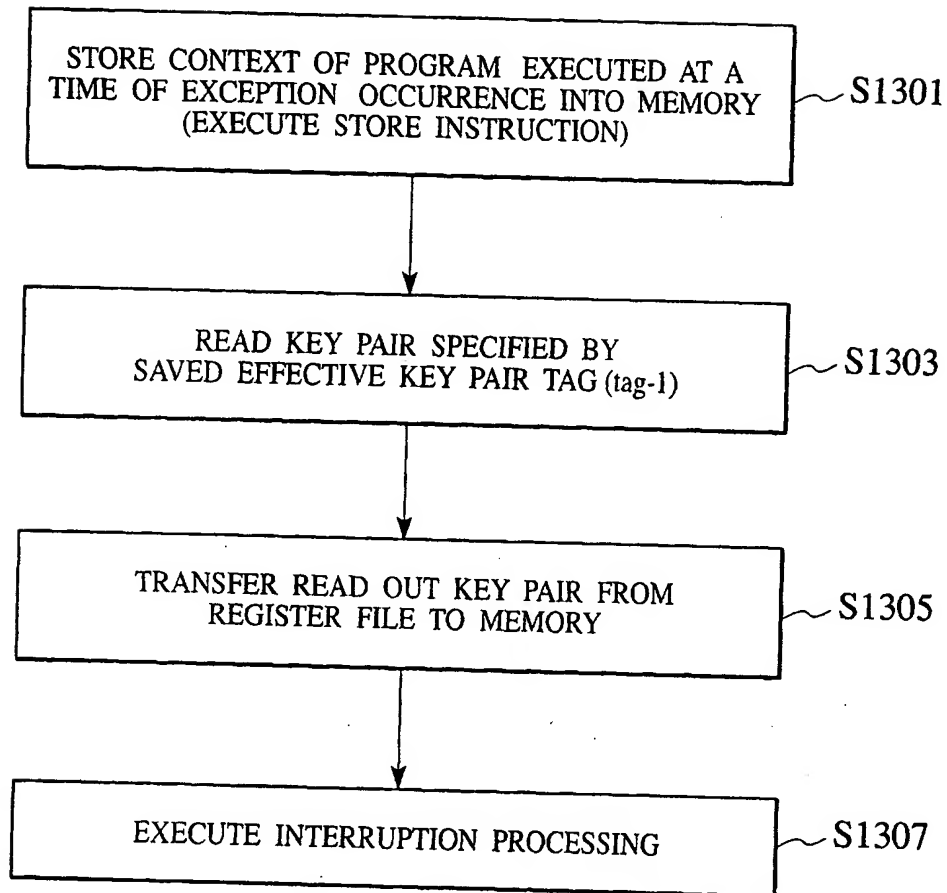 STORE CONTEXT OF PROGRAM EXECUTED AT A
TIME OF EXCEPTION OCCURRENCE INTO MEMORY
(EXECUTE STORE INSTRUCTION)
S1301
READ KEY PAIR SPECIFIED BY
SAVED EFFECTIVE KEY PAIR TAG (tag-1)
S1303
TRANSFER READ OUT KEY PAIR FROM
REGISTER FILE TO MEMORY
S1305
EXECUTE INTERRUPTION PROCESSING
S1307